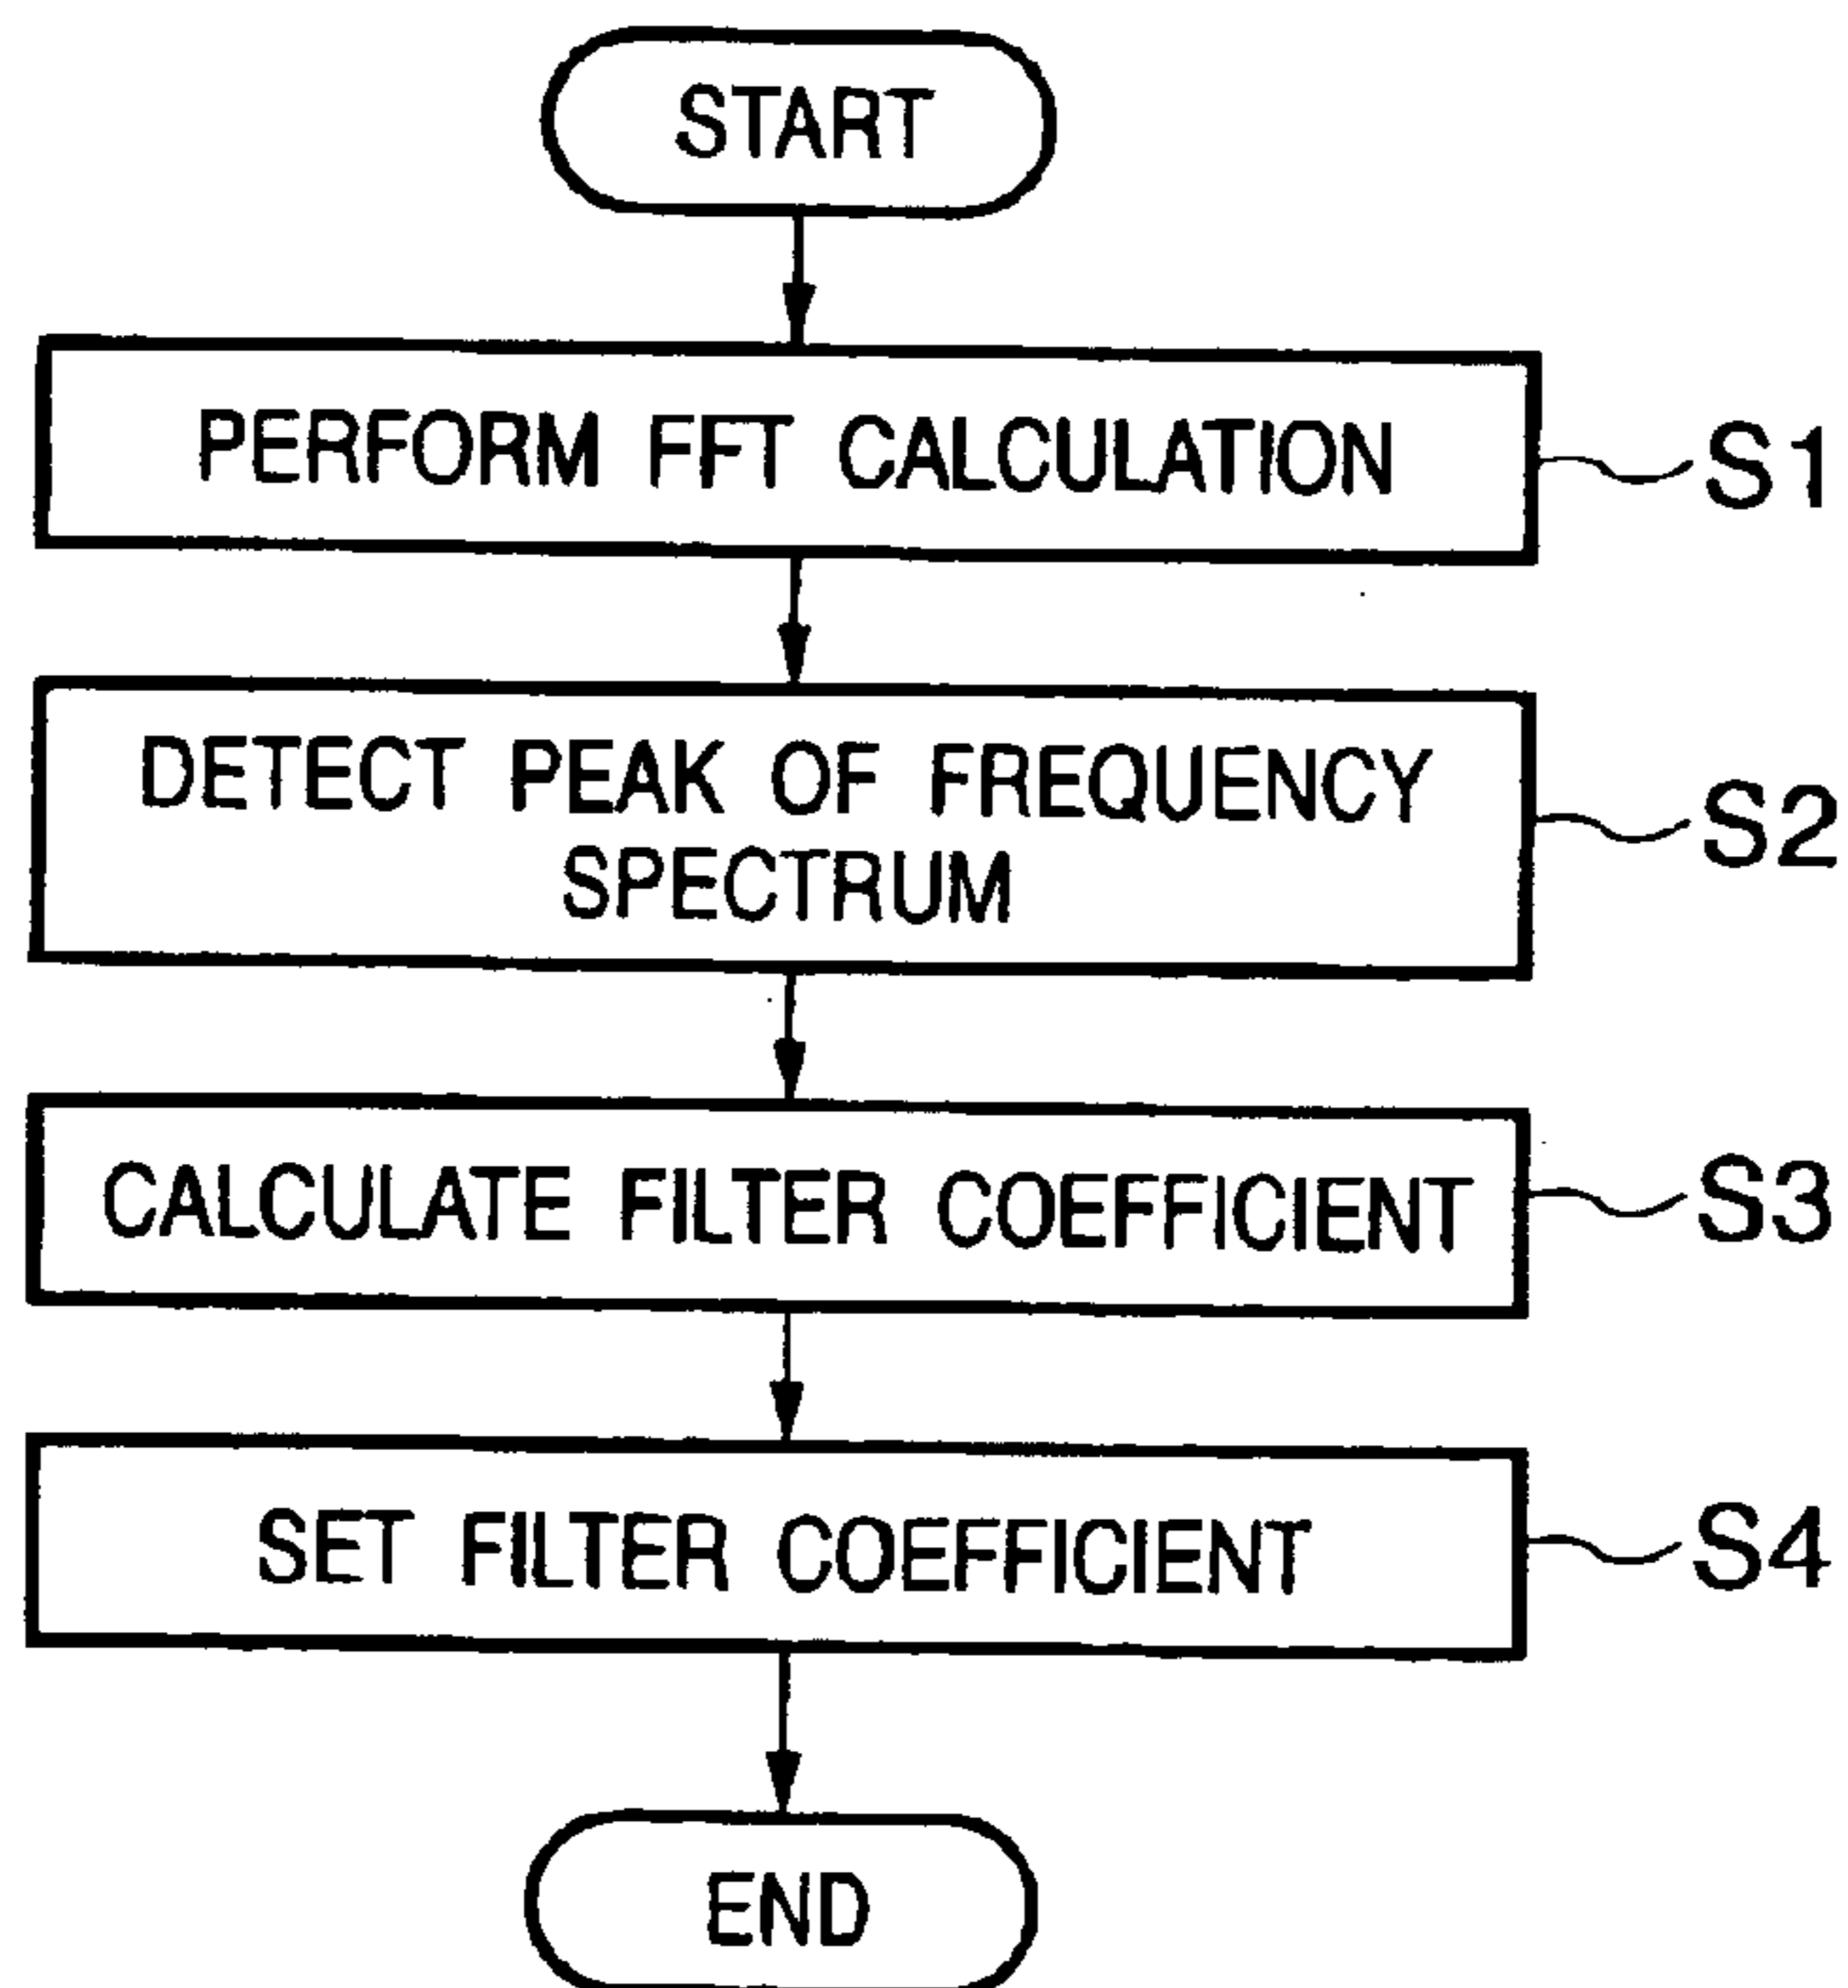 START
PERFORM FFT CALCULATION
S1
DETECT PEAK OF FREQUENCY
SPECTRUM
S2
CALCULATE FILTER COEFFICIENT
S3
SET FILTER COEFFICIENT
S4
END